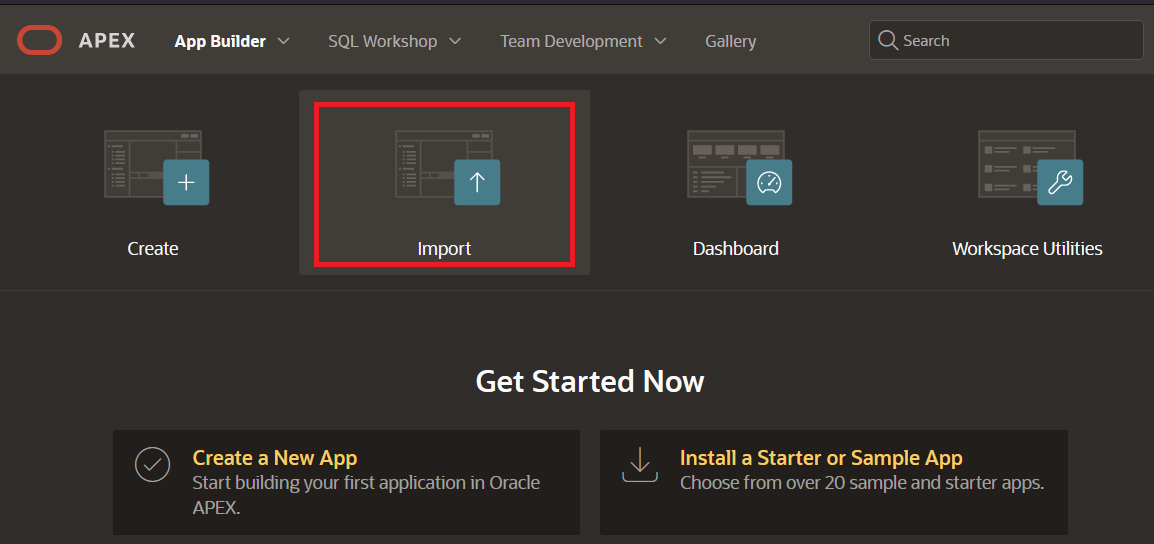 APEX App Builder SQL Workshop Team Development Gallery Search
Create Import Dashboard Workspace Utilities
Get Started Now
Create a New App
Start building your first application in Oracle
APEX.
Install a Starter or Sample App
Choose from over 20 sample and starter apps.